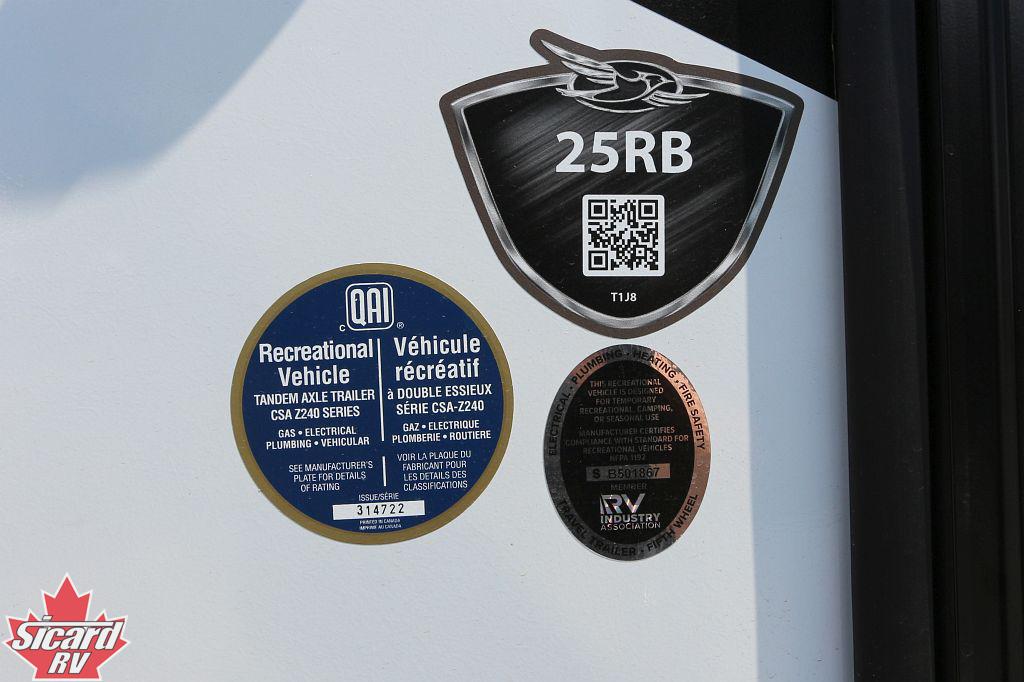 25RB
T1J8
C QAI ®
Recreational
Vehicle
TANDEM AXLE TRAILER
CSA Z240 SERIES
GAS • ELECTRICAL
PLUMBING • VEHICULAR
SEE MANUFACTURER'S
PLATE FOR DETAILS
OF RATING
Véhicule
récréatif
à DOUBLE ESSIEUX
SÉRIE CSA-Z240
GAZ • ELECTRIQUE
PLOMBERIE • ROUTIERE
VOIR LA PLAQUE DU
FABRICANT POUR
LES DETAILS DES
CLASSIFICATIONS
ISSUE/SÉRIE
314722
PRINTED IN CANADA
IMPRIMÉ AU CANADA
ELECTRICAL • PLUMBING • HEATING • FIRE SAFETY
THIS RECREATIONAL
VEHICLE IS DESIGNED
FOR TEMPORARY
RECREATIONAL, CAMPING,
OR SEASONAL USE
MANUFACTURER CERTIFIES
COMPLIANCE WITH STANDARD FOR
RECREATIONAL VEHICLES
NFPA 1192
S B501867
MEMBER
RV
INDUSTRY
ASSOCIATION
TRAVEL TRAILER • FIFTH WHEEL
Sicard
RV